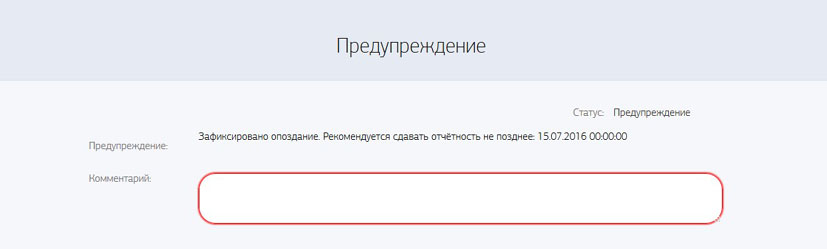 Предупреждение
Статус: Предупреждение
Предупреждение: Зафиксировано опоздание. Рекомендуется сдавать отчётность не позднее: 15.07.2016 00:00:00
Комментарий: